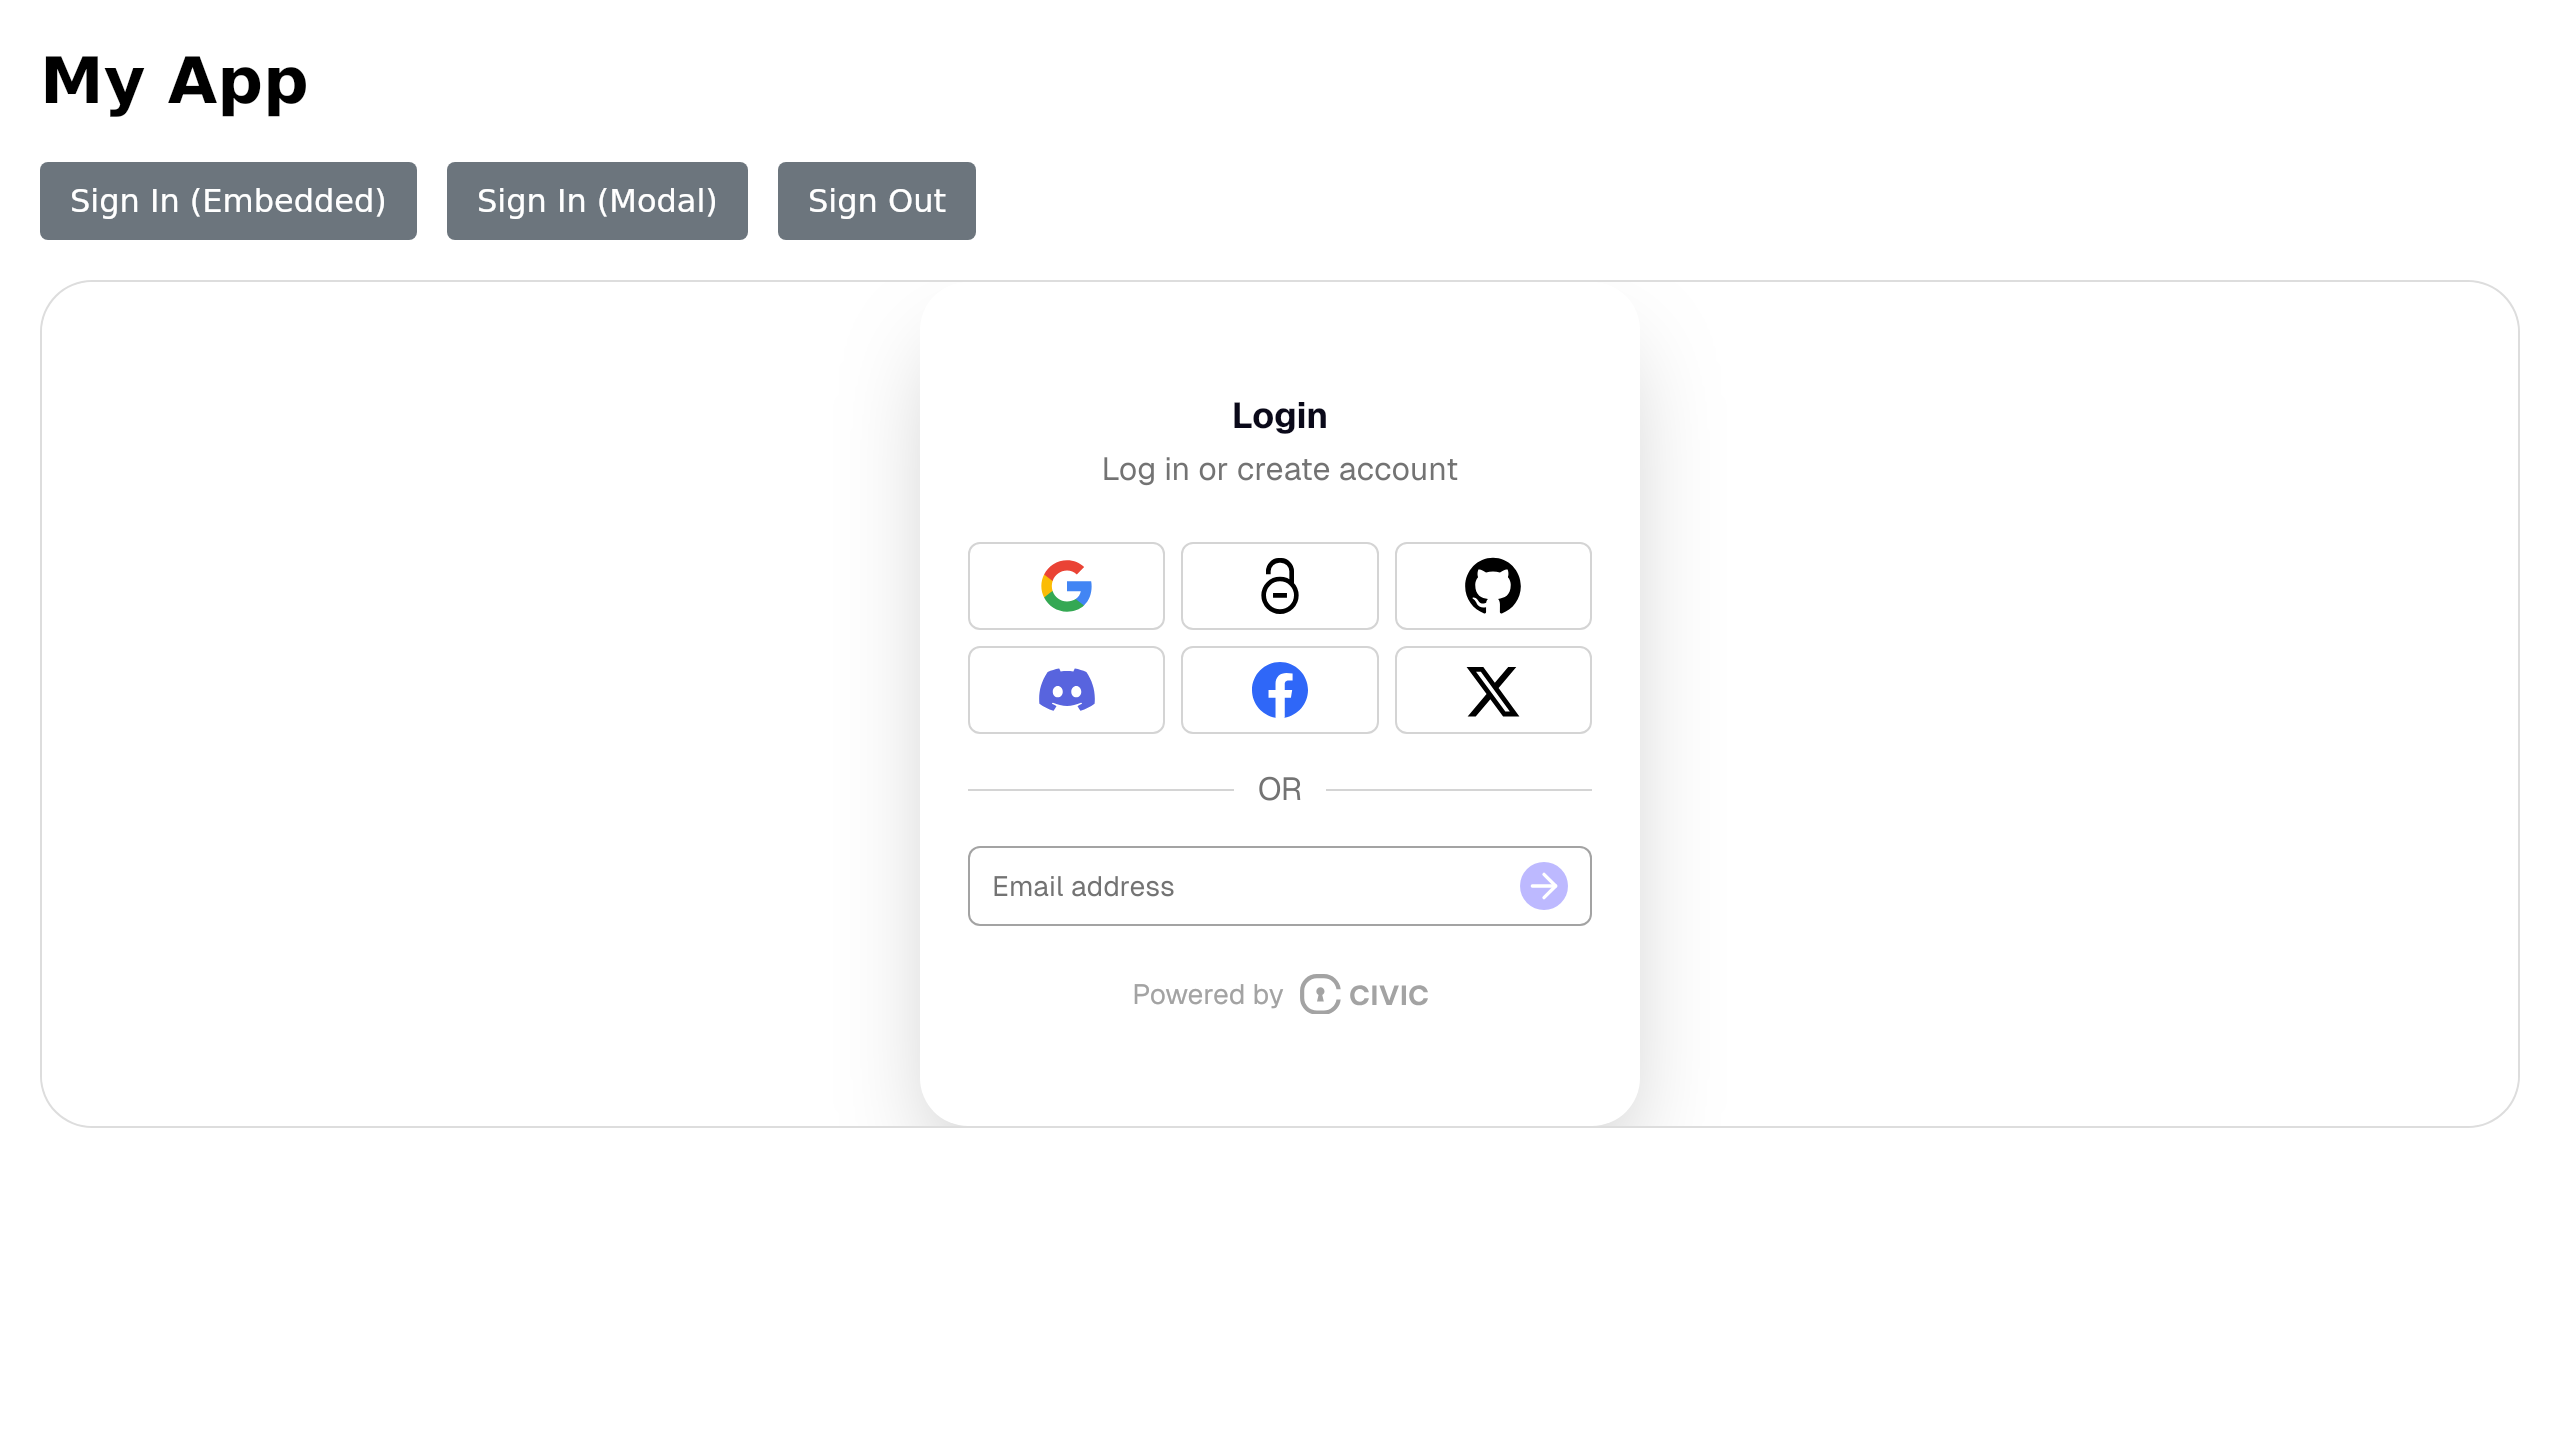 My App
Sign In (Embedded)
Sign In (Modal)
Sign Out
Login
Log in or create account
OR
Email address
Powered by CIVIC